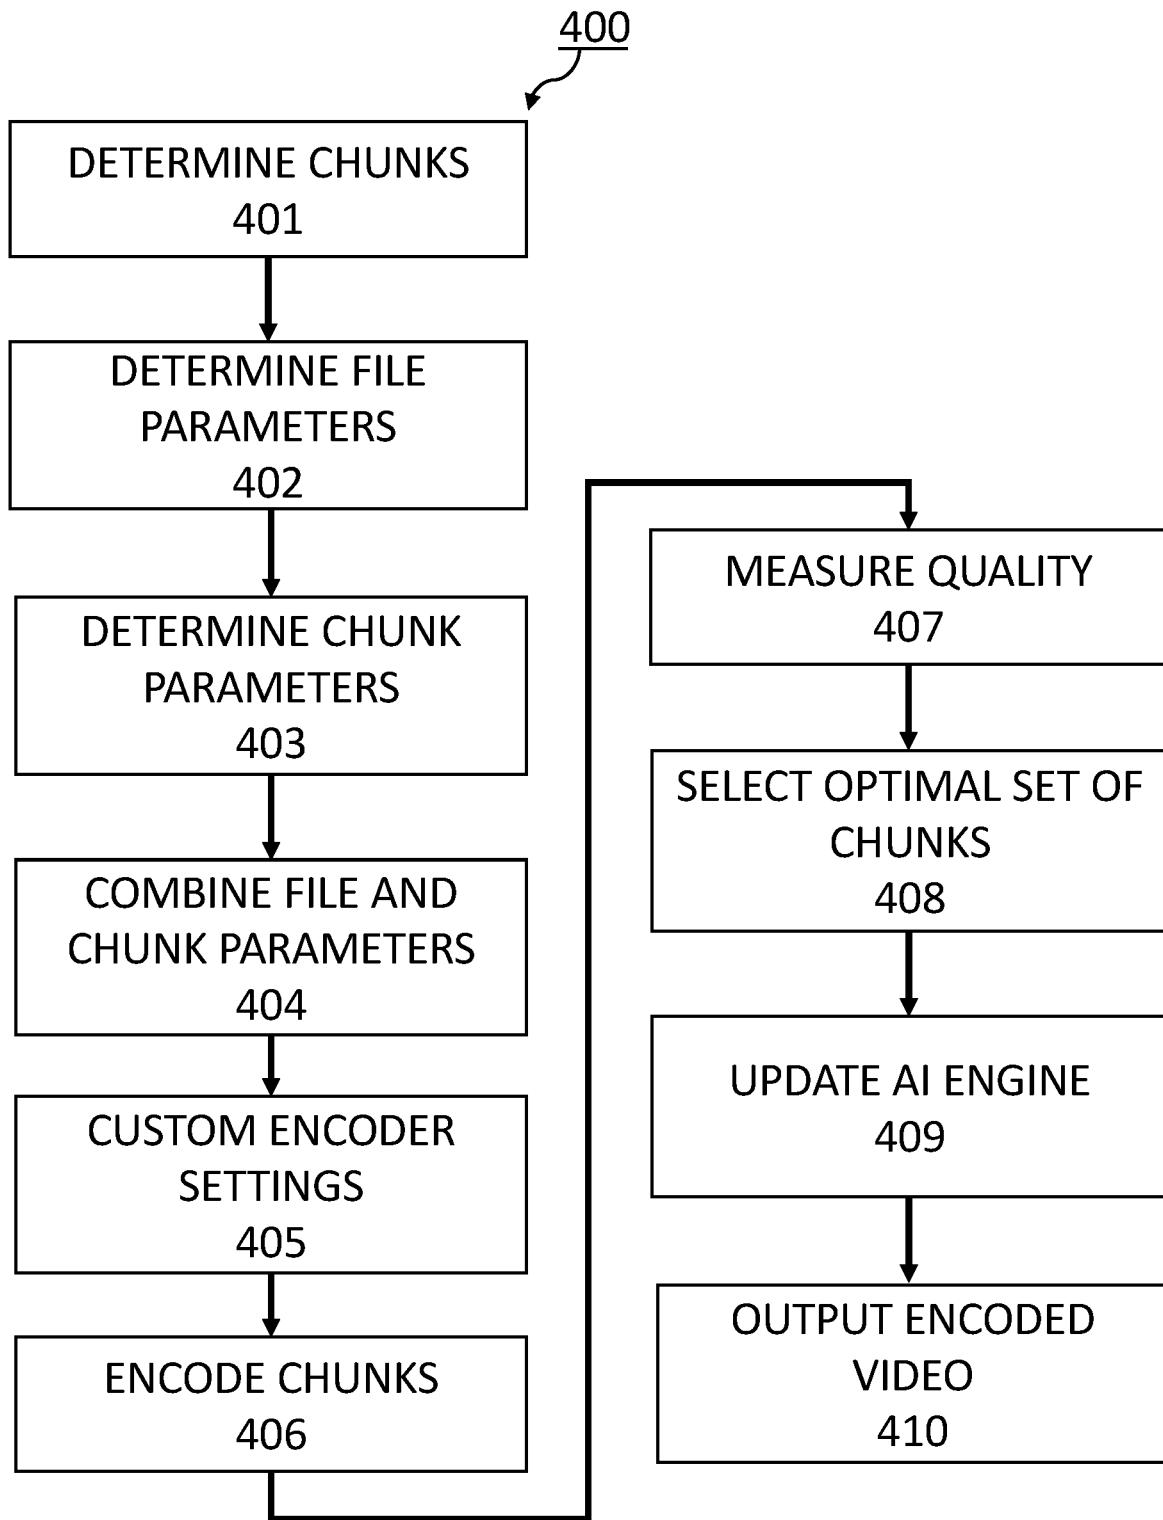 400
DETERMINE CHUNKS
401
DETERMINE FILE
PARAMETERS
402
DETERMINE CHUNK
PARAMETERS
403
COMBINE FILE AND
CHUNK PARAMETERS
404
CUSTOM ENCODER
SETTINGS
405
ENCODE CHUNKS
406
MEASURE QUALITY
407
SELECT OPTIMAL SET OF
CHUNKS
408
UPDATE AI ENGINE
409
OUTPUT ENCODED
VIDEO
410